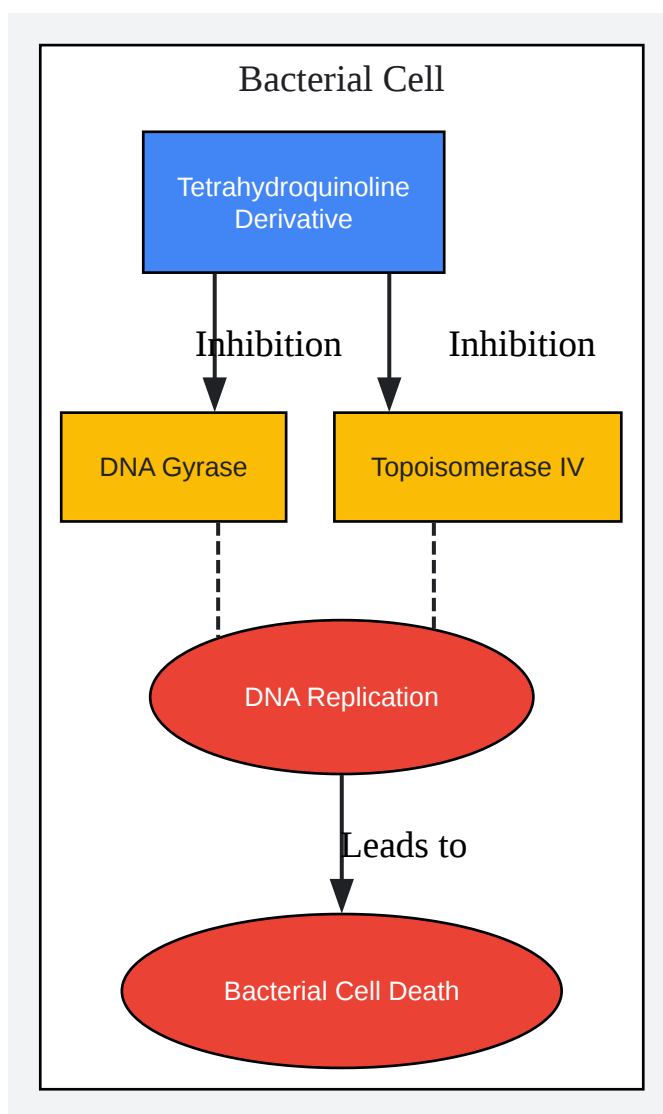 Bacterial Cell
Tetrahydroquinoline
Derivative
Inhibition
Inhibition
DNA Gyrase
Topoisomerase IV
DNA Replication
Leads to
Bacterial Cell Death